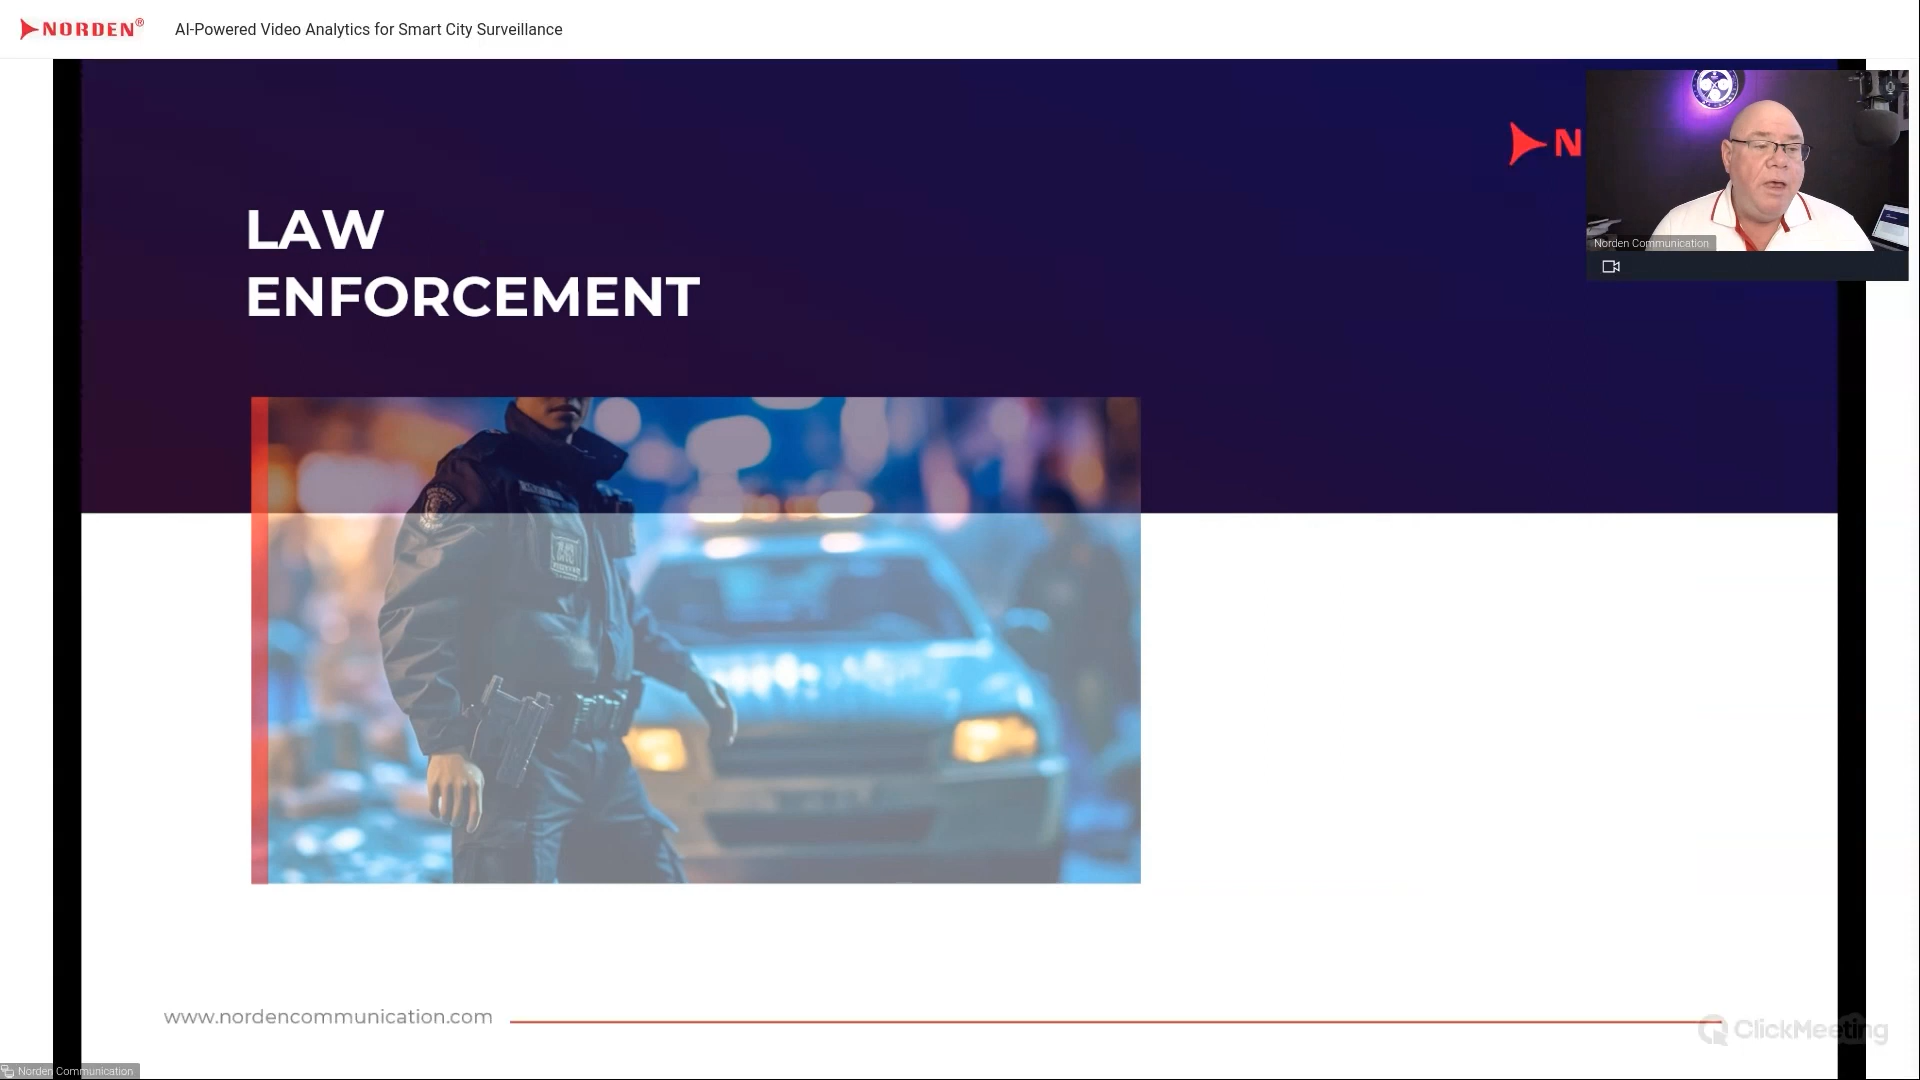 NORDEN®
AI-Powered Video Analytics for Smart City Surveillance
N
Norden Communication
LAW
ENFORCEMENT
www.nordencommunication.com
ClickMeeting
Norden Communication